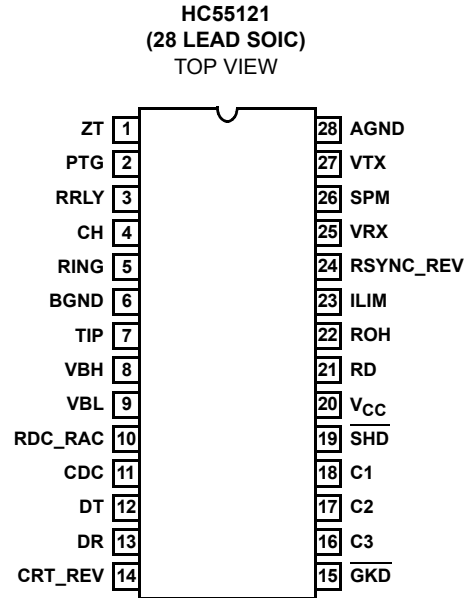 HC55121
(28 LEAD SOIC)
TOP VIEW
ZT 1 28 AGND
PTG 2 27 VTX
RRLY 3 26 SPM
CH 4 25 VRX
RING 5 24 RSYNC_REV
BGND 6 23 ILIM
TIP 7 22 ROH
VBH 8 21 RD
VBL 9 20 VCC
RDC_RAC 10 19 SHD
CDC 11 18 C1
DT 12 17 C2
DR 13 16 C3
CRT_REV 14 15 GKD